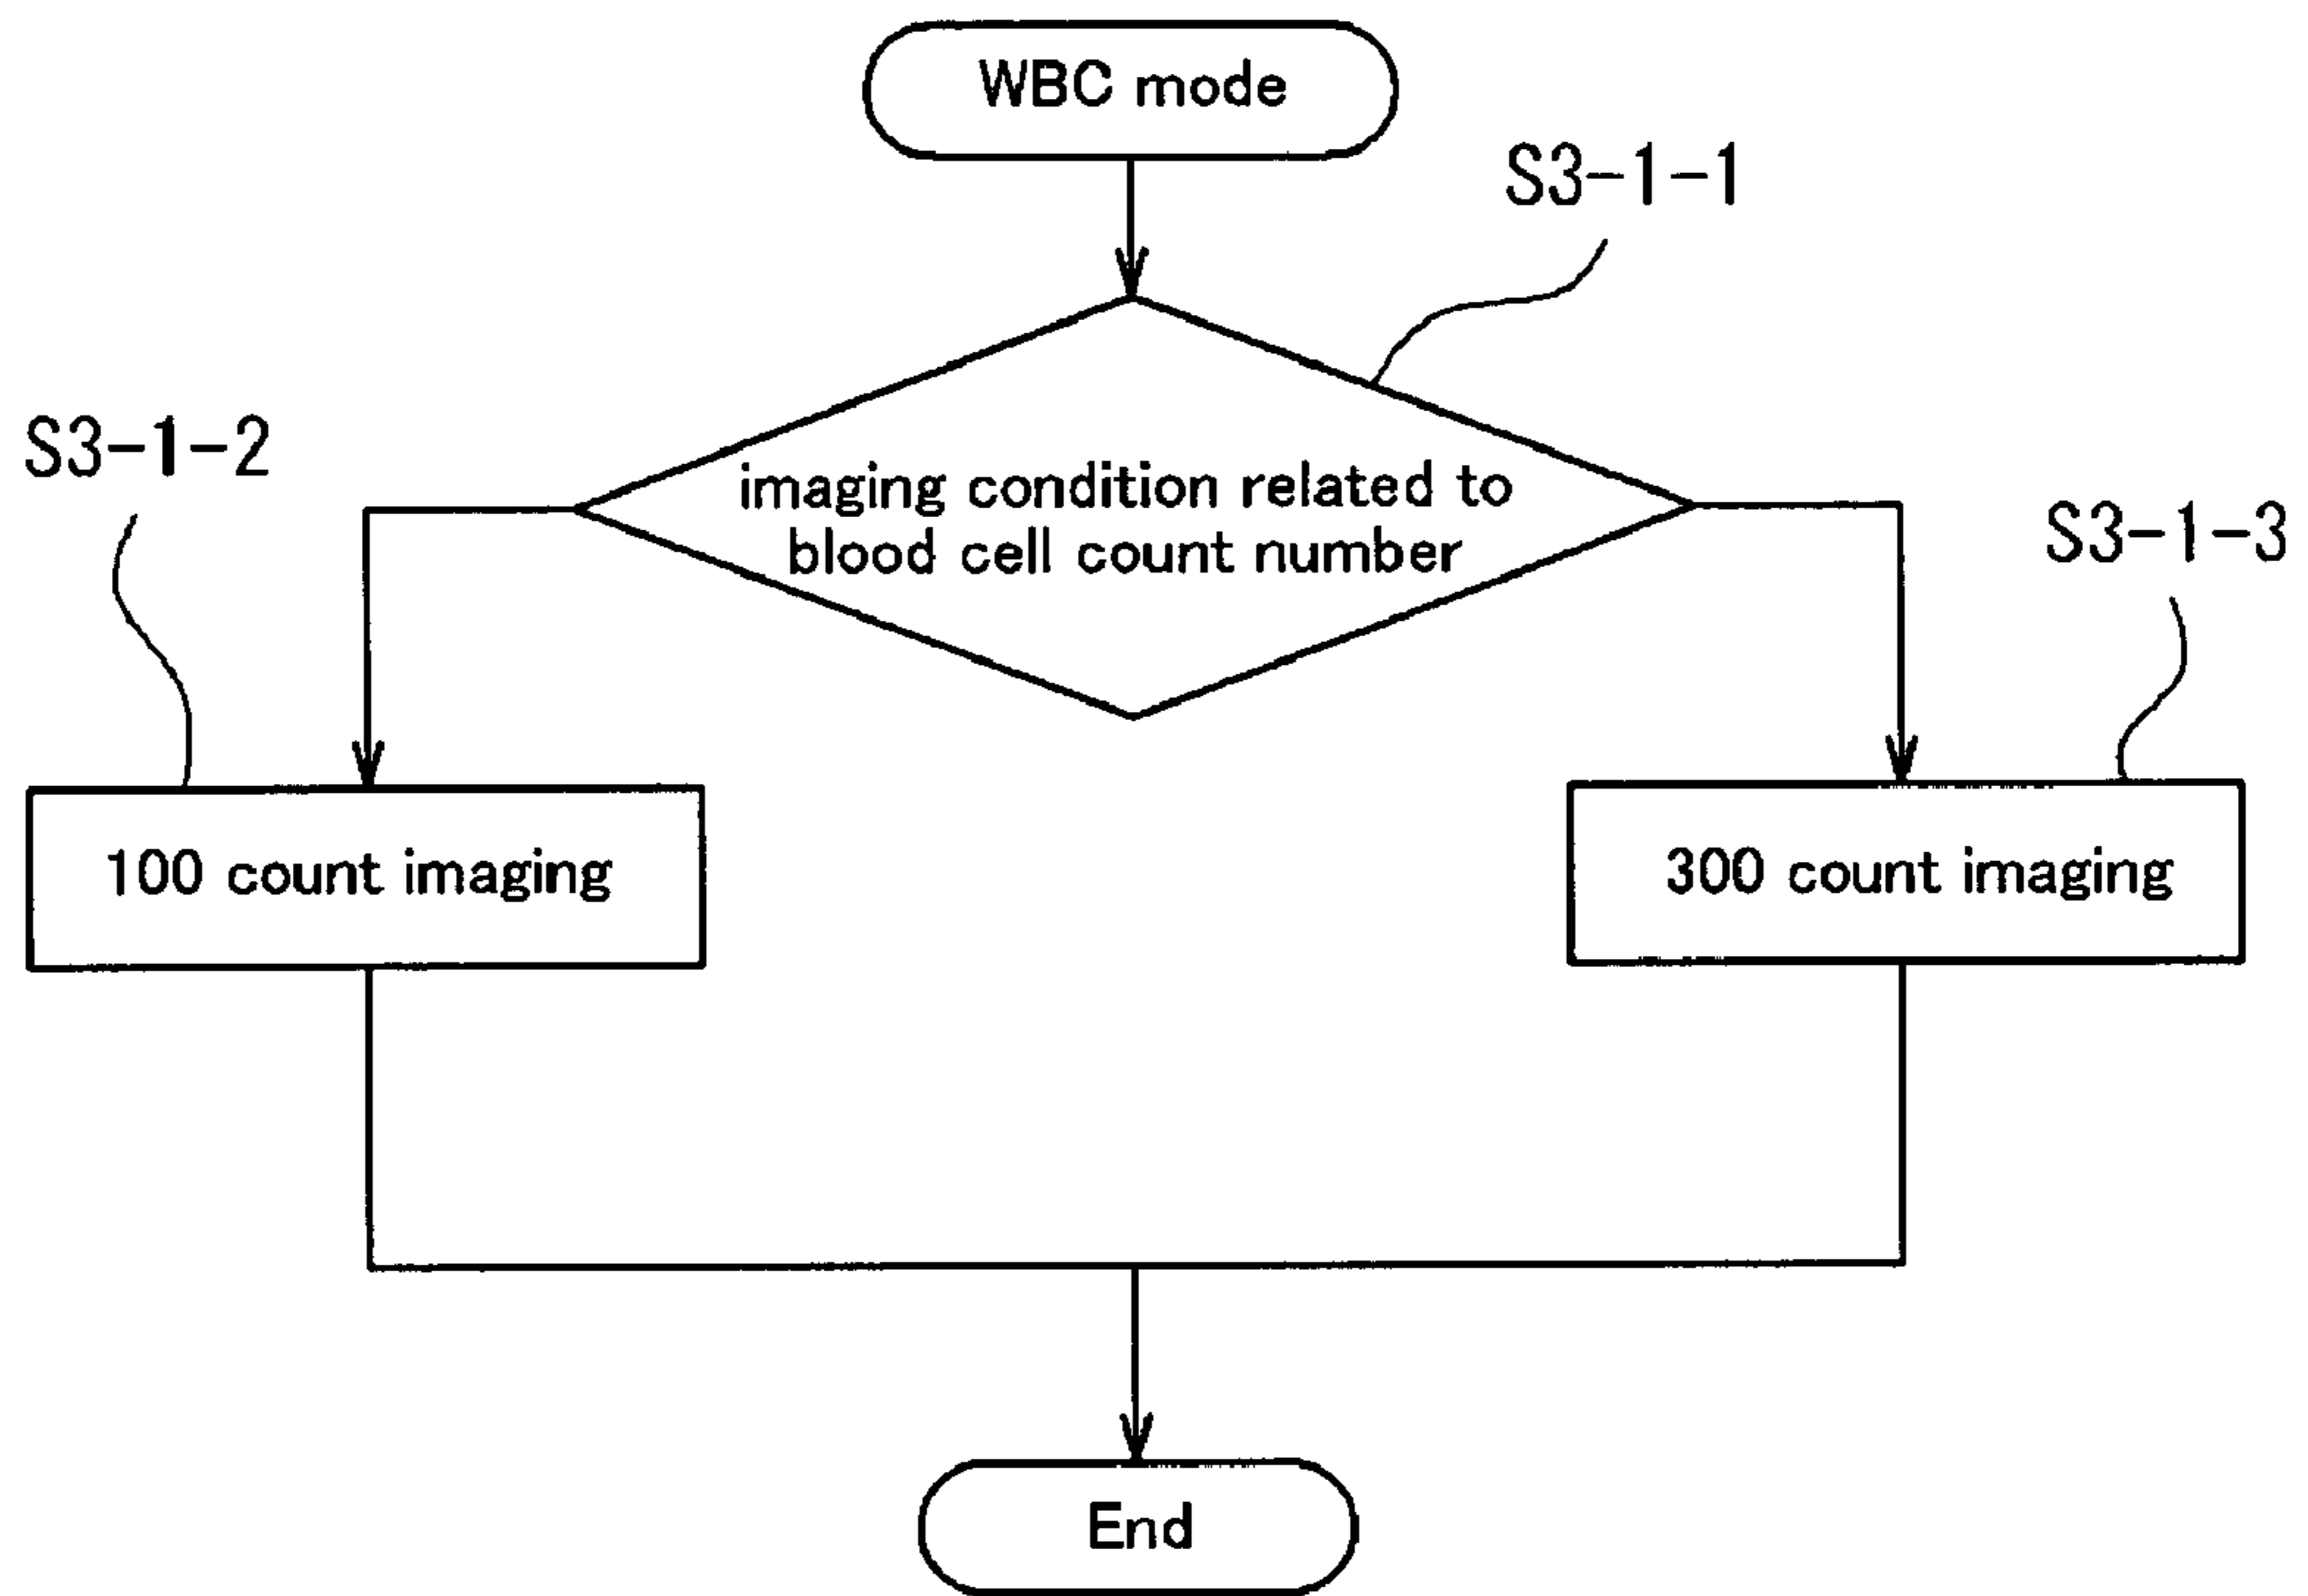 WBC mode
S3-1-1
imaging condition related to
blood cell count number
S3-1-2
S3-1-3
100 count imaging
300 count imaging
End